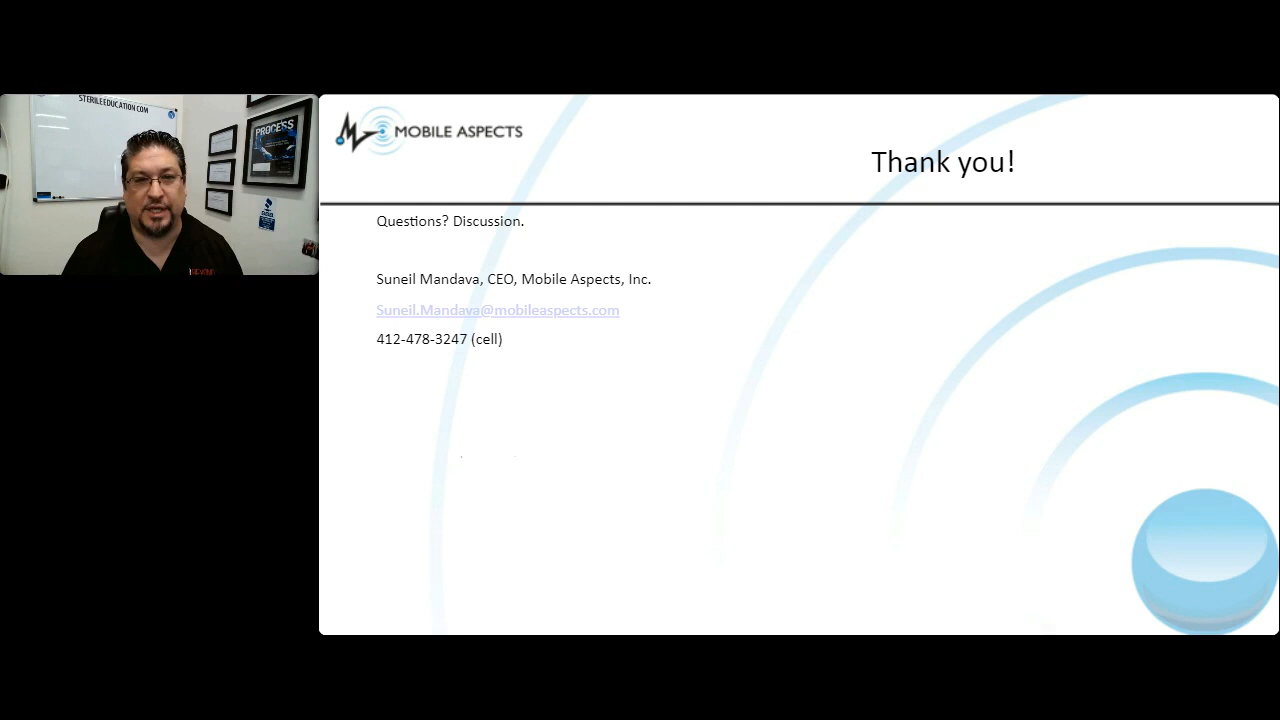 STERILEEDUCATION.COM
PROCESS
MOBILE ASPECTS
Thank you!
Questions? Discussion.
Suneil Mandava, CEO, Mobile Aspects, Inc.
Suneil.Mandava@mobileaspects.com
412-478-3247 (cell)